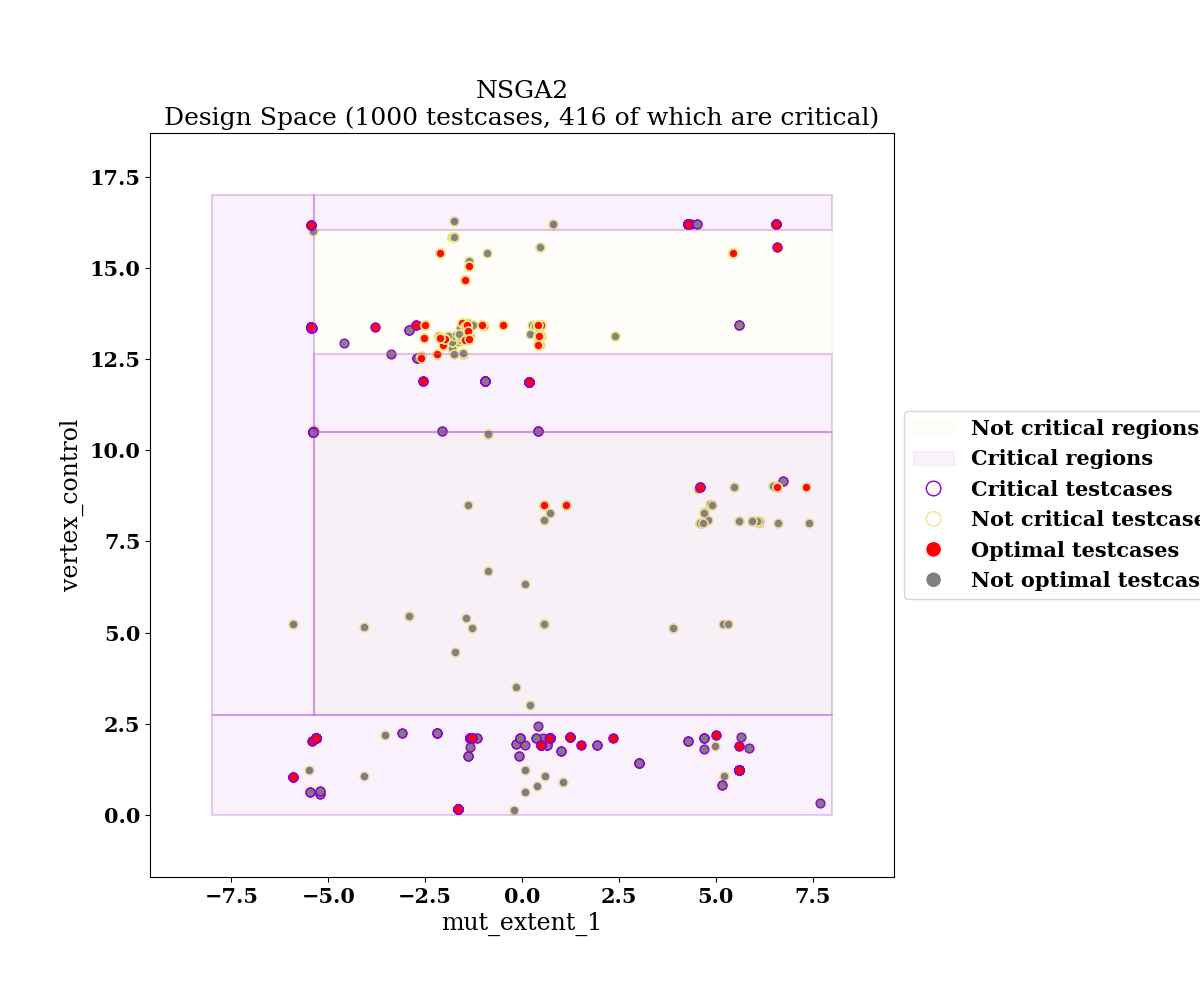 NSGA2
Design Space (1000 testcases, 416 of which are critical)
17.5
15.0
12.5
10.0
7.5
5.0
2.5
0.0
vertex_control
−7.5 −5.0 −2.5 0.0 2.5 5.0 7.5
mut_extent_1
Not critical regions
Critical regions
Critical testcases
Not critical testcase
Optimal testcases
Not optimal testcas